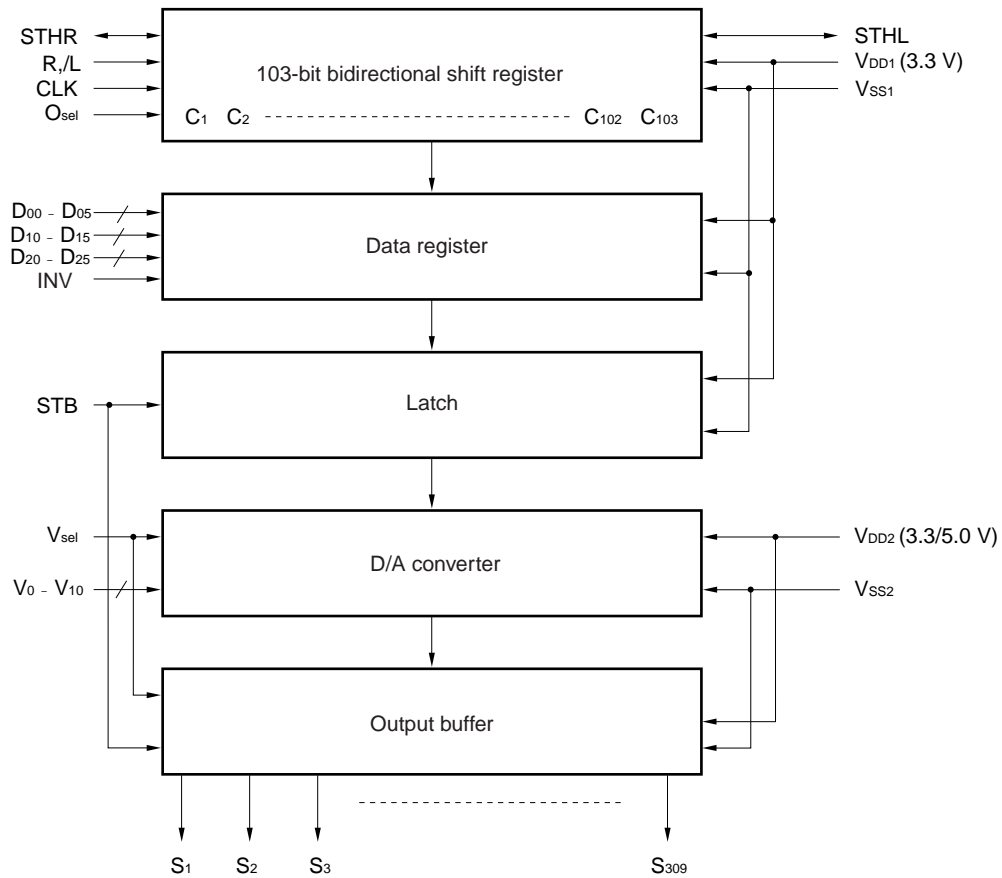 STHR
STHL
R,/L
103-bit bidirectional shift register
VDD1 (3.3 V)
CLK
VSS1
Osel
C1 C2 C102 C103
D00 - D05
D10 - D15
Data register
D20 - D25
INV
STB
Latch
Vsel
VDD2 (3.3/5.0 V)
D/A converter
V0 - V10
VSS2
Output buffer
S1 S2 S3 S309